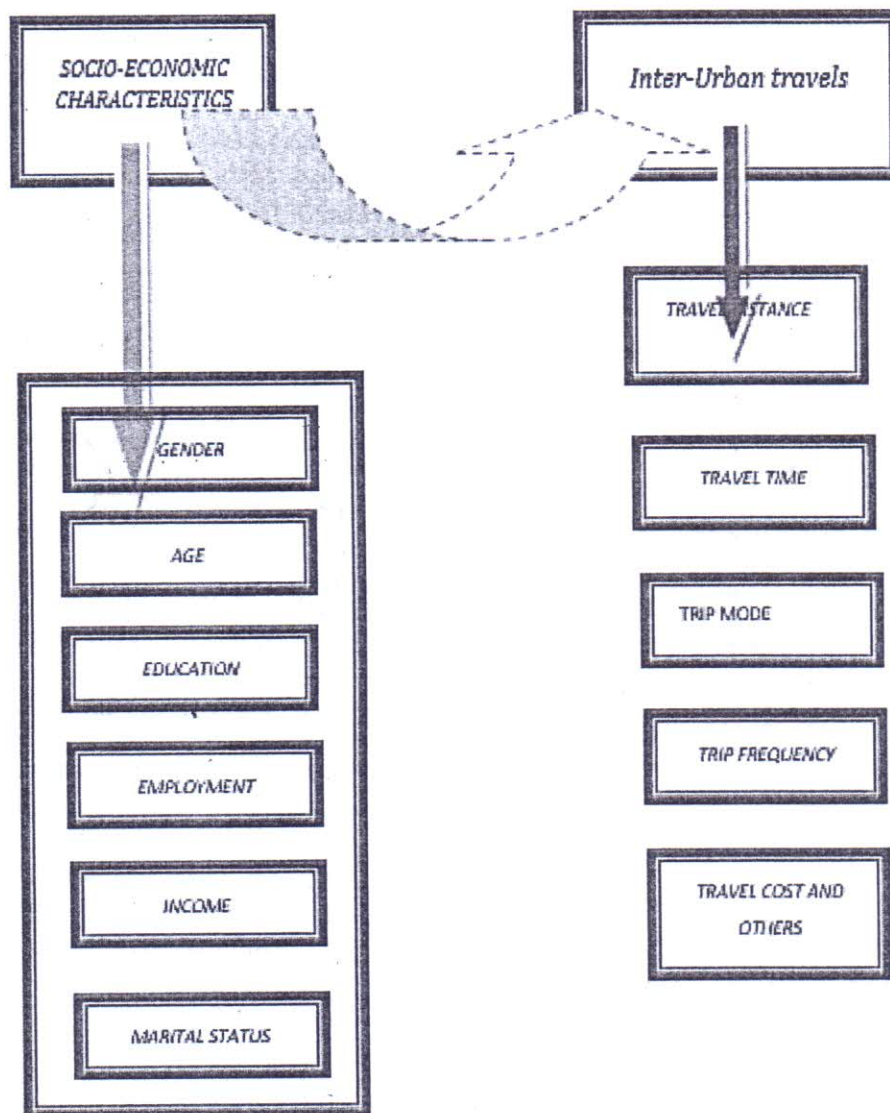 SOCIO-ECONOMIC
CHARACTERISTICS
Inter-Urban travels
TRAVEL DISTANCE
GENDER
AGE
EDUCATION
EMPLOYMENT
INCOME
MARITAL STATUS
TRAVEL TIME
TRIP MODE
TRIP FREQUENCY
TRAVEL COST AND
OTHERS